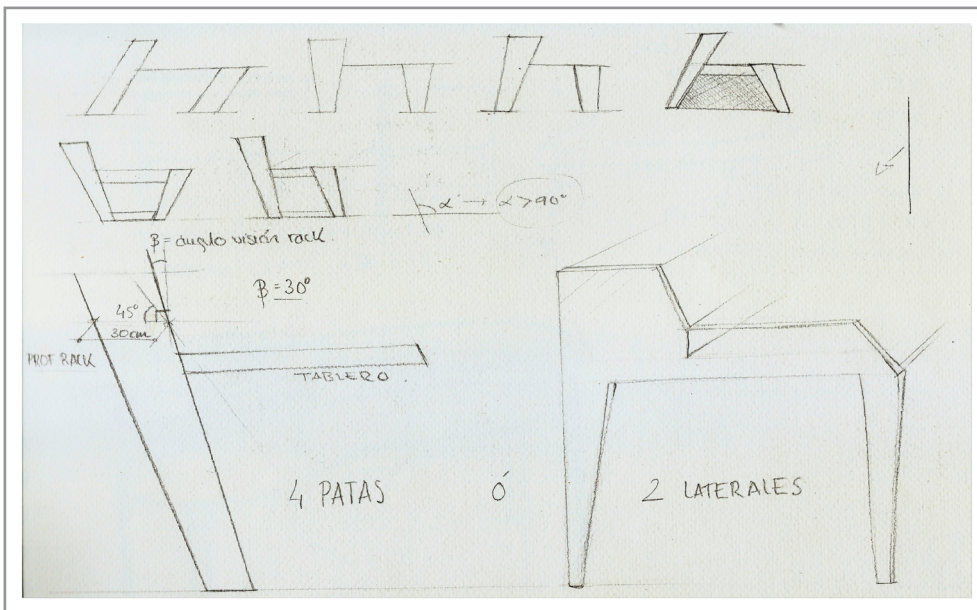 α → α > 90°
β = ángulo visión rack.
β = 30°
45°
30cm
PROF RACK
TABLERO.
4 PATAS Ó 2 LATERALES